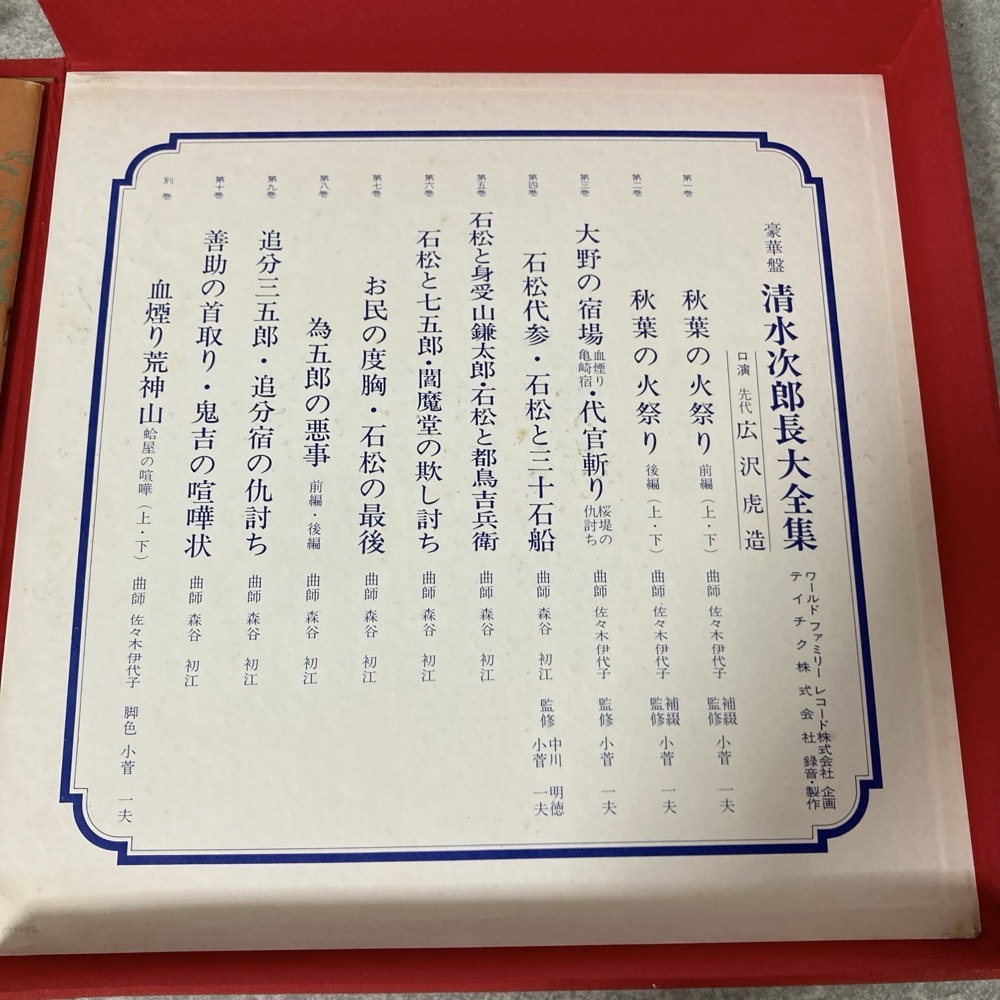 豪華盤 清水次郎長大全集
口演 先代 広沢虎造
ワールド ファミリー レコード株式会社 企画
テイチク株式会社 録音・製作
第一巻 秋葉の火祭り 前編(上・下) 曲師 佐々木伊代子 補綴 監修 小菅 一夫
第二巻 秋葉の火祭り 後編(上・下) 曲師 佐々木伊代子 補綴 監修 小菅 一夫
第三巻 大野の宿場 血煙り亀崎宿・代官斬り 桜堤の仇討ち 曲師 佐々木伊代子 監修 小菅 一夫
第四巻 石松代参・石松と三十石船 曲師 森谷 初江 監修 中川 明徳 小菅 一夫
第五巻 石松と身受山鎌太郎・石松と都鳥吉兵衛 曲師 森谷 初江
第六巻 石松と七五郎・閻魔堂の欺し討ち 曲師 森谷 初江
第七巻 お民の度胸・石松の最後 曲師 森谷 初江
第八巻 為五郎の悪事 前編・後編 曲師 森谷 初江
第九巻 追分三五郎・追分宿の仇討ち 曲師 森谷 初江
第十巻 善助の首取り・鬼吉の喧嘩状 曲師 森谷 初江
別巻 血煙り荒神山 蛤屋の喧嘩(上・下) 曲師 佐々木伊代子 脚色 小菅 一夫